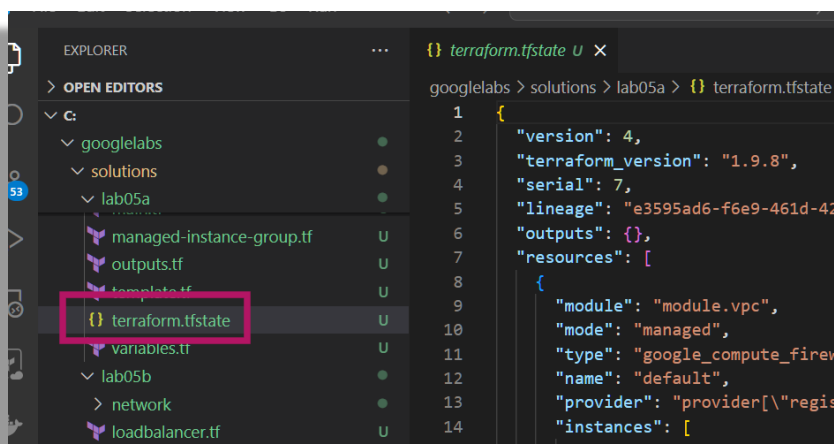 EXPLORER
...
OPEN EDITORS
C:
googlelabs
solutions
53
lab05a
managed-instance-group.tf U
outputs.tf U
template.tf U
{} terraform.tfstate U
variables.tf U
lab05b
network
loadbalancer.tf U
{} terraform.tfstate U ×
googlelabs > solutions > lab05a > {} terraform.tfstate
1 {
2 "version": 4,
3 "terraform_version": "1.9.8",
4 "serial": 7,
5 "lineage": "e3595ad6-f6e9-461d-42
6 "outputs": {},
7 "resources": [
8 {
9 "module": "module.vpc",
10 "mode": "managed",
11 "type": "google_compute_firew
12 "name": "default",
13 "provider": "provider[\"regis
14 "instances": [